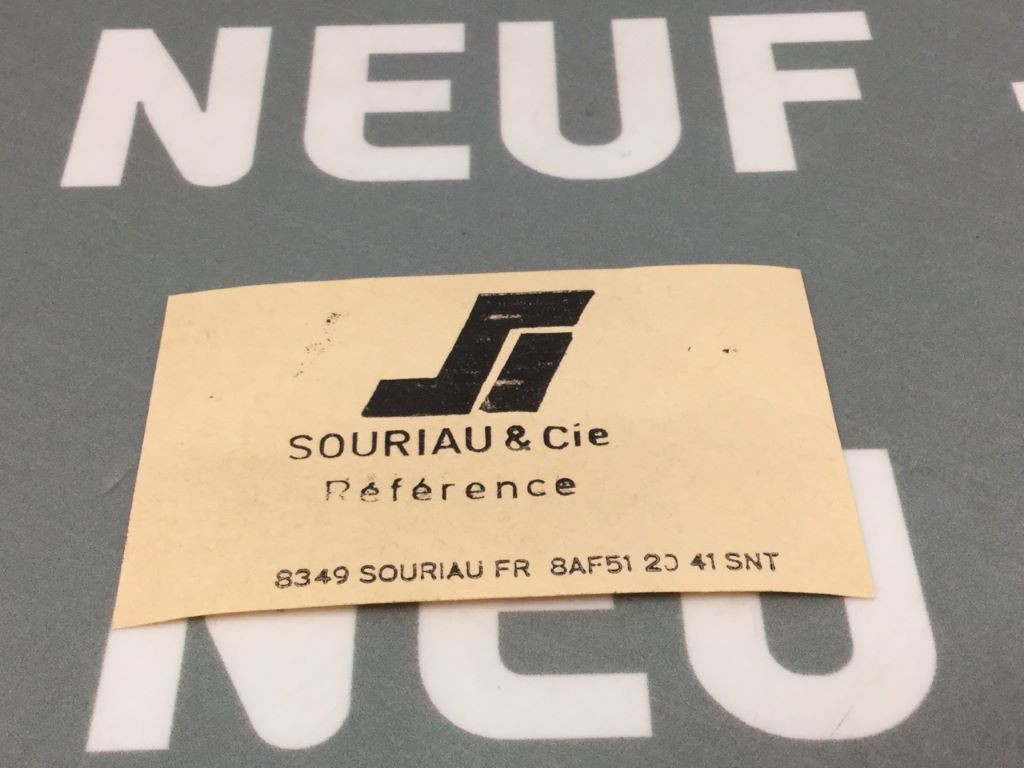 NEUF
SOURIAU & Cie
Référence
8349 SOURIAU FR 8AF51 20 41 SNT
NEU